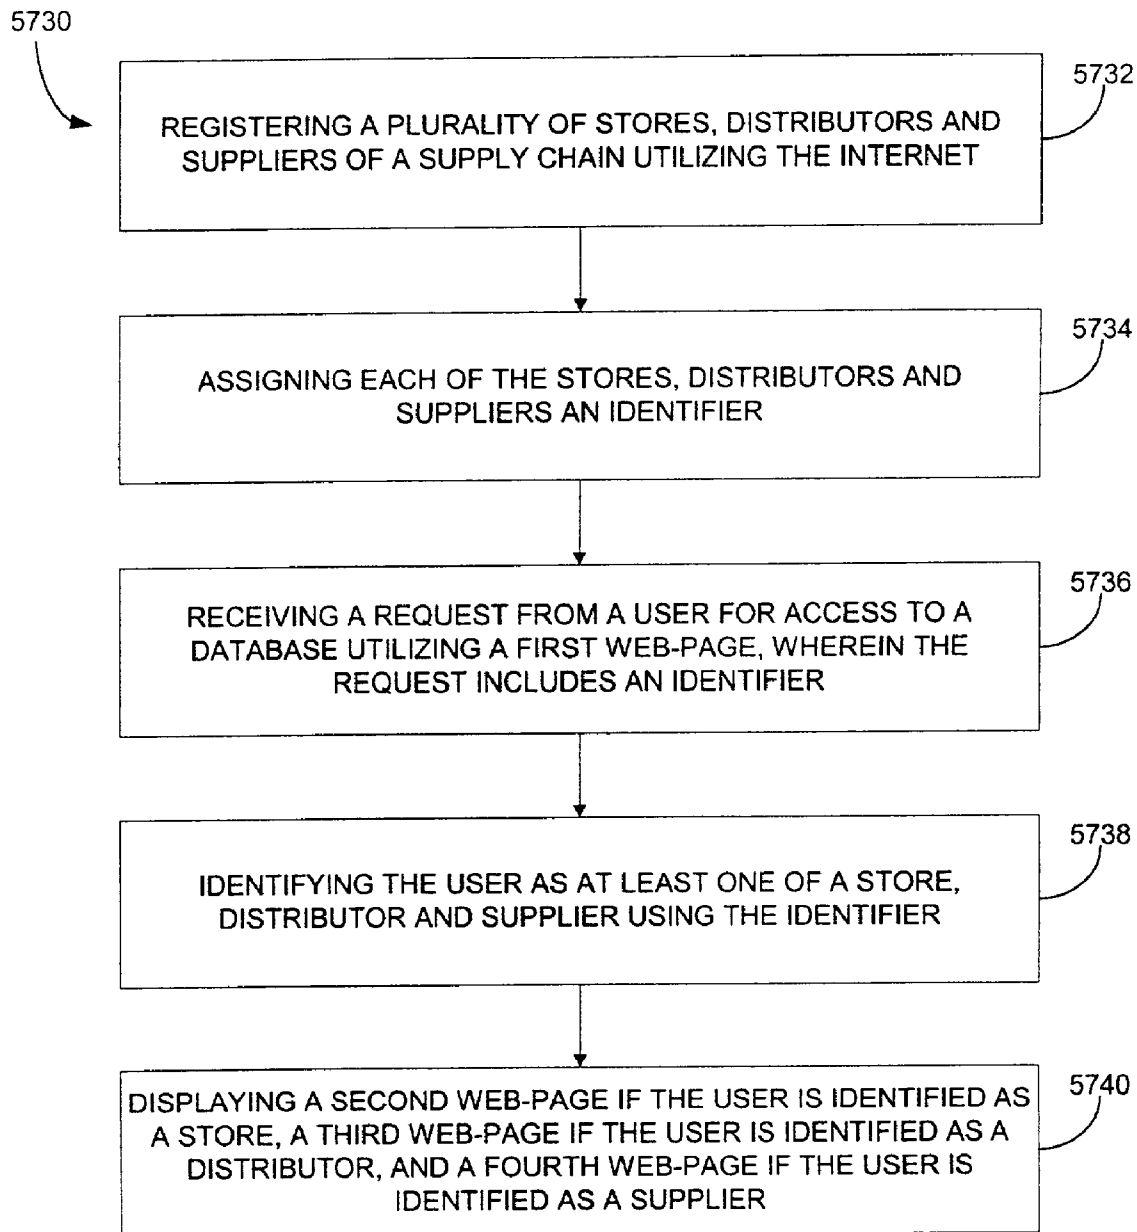 5730
5732
REGISTERING A PLURALITY OF STORES, DISTRIBUTORS AND
SUPPLIERS OF A SUPPLY CHAIN UTILIZING THE INTERNET
5734
ASSIGNING EACH OF THE STORES, DISTRIBUTORS AND
SUPPLIERS AN IDENTIFIER
5736
RECEIVING A REQUEST FROM A USER FOR ACCESS TO A
DATABASE UTILIZING A FIRST WEB-PAGE, WHEREIN THE
REQUEST INCLUDES AN IDENTIFIER
5738
IDENTIFYING THE USER AS AT LEAST ONE OF A STORE,
DISTRIBUTOR AND SUPPLIER USING THE IDENTIFIER
5740
DISPLAYING A SECOND WEB-PAGE IF THE USER IS IDENTIFIED AS
A STORE, A THIRD WEB-PAGE IF THE USER IS IDENTIFIED AS A
DISTRIBUTOR, AND A FOURTH WEB-PAGE IF THE USER IS
IDENTIFIED AS A SUPPLIER